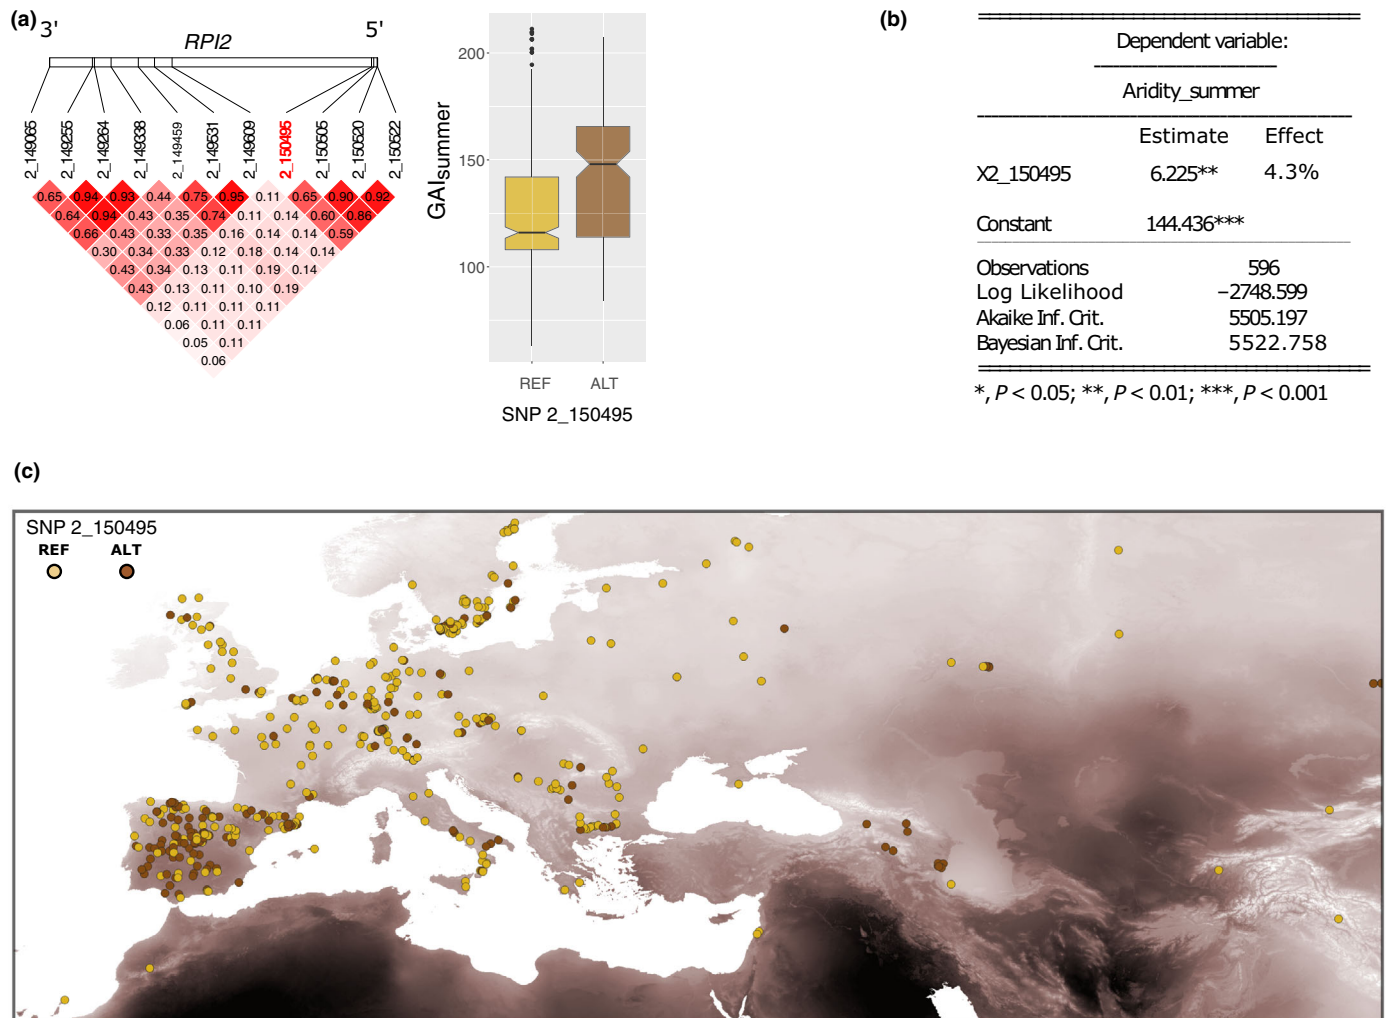 (a)
3'
5'
RPI2
2_149065
2_149255
2_149264
2_149338
2_149459
2_149531
2_149609
2_150495
2_150505
2_150520
2_150522
0.65 0.94 0.93 0.44 0.75 0.95 0.11 0.65 0.90 0.92
0.64 0.94 0.43 0.35 0.74 0.11 0.14 0.60 0.86
0.66 0.43 0.33 0.35 0.16 0.14 0.14 0.59
0.30 0.34 0.33 0.12 0.18 0.14 0.14
0.43 0.34 0.13 0.11 0.19 0.14
0.43 0.13 0.11 0.10 0.19
0.12 0.11 0.11 0.11
0.06 0.11 0.11
0.05 0.11
0.06
GAIsummer
200
150
100
REF ALT
SNP 2_150495
(b)
Dependent variable:
Aridity_summer
Estimate Effect
X2_150495 6.225** 4.3%
Constant 144.436***
Observations 596
Log Likelihood −2748.599
Akaike Inf. Crit. 5505.197
Bayesian Inf. Crit. 5522.758
*, P < 0.05; **, P < 0.01; ***, P < 0.001
(c)
SNP 2_150495
REF ALT